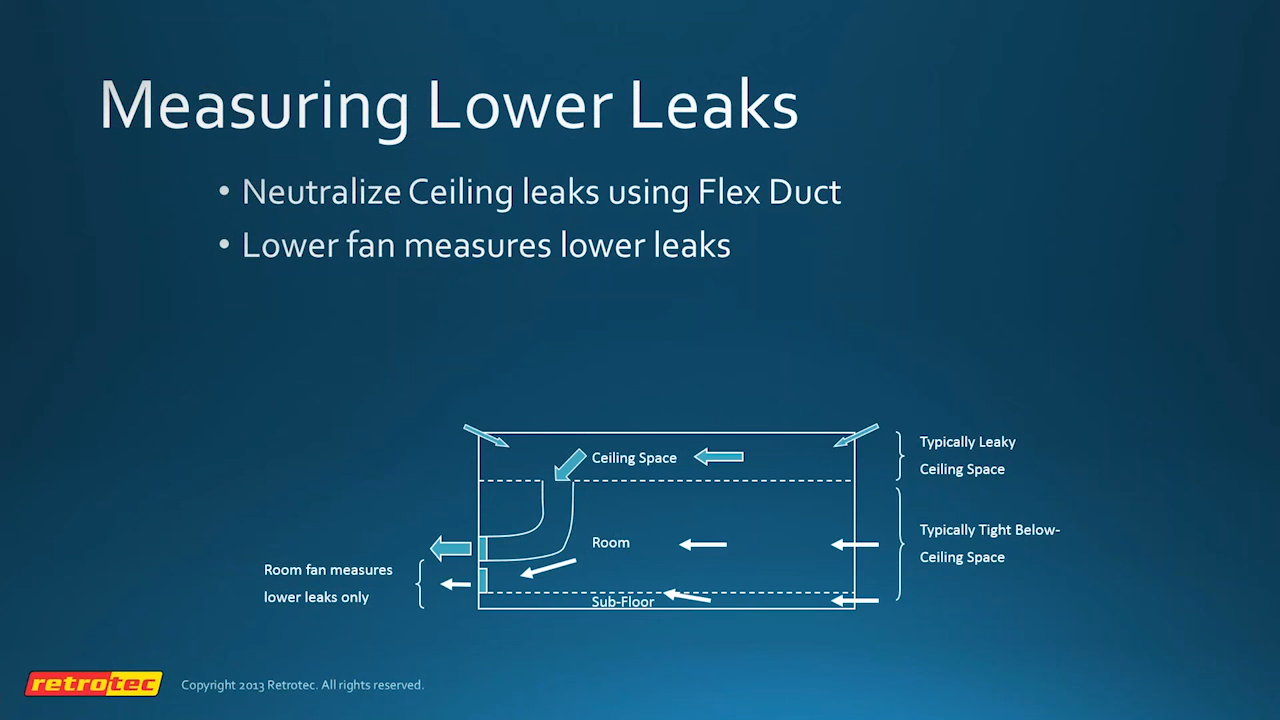 Measuring Lower Leaks
• Neutralize Ceiling leaks using Flex Duct
• Lower fan measures lower leaks
Typically Leaky
Ceiling Space
Ceiling Space
Typically Tight Below-
Ceiling Space
Room
Room fan measures
lower leaks only
Sub-Floor
retrotec
Copyright 2013 Retrotec. All rights reserved.